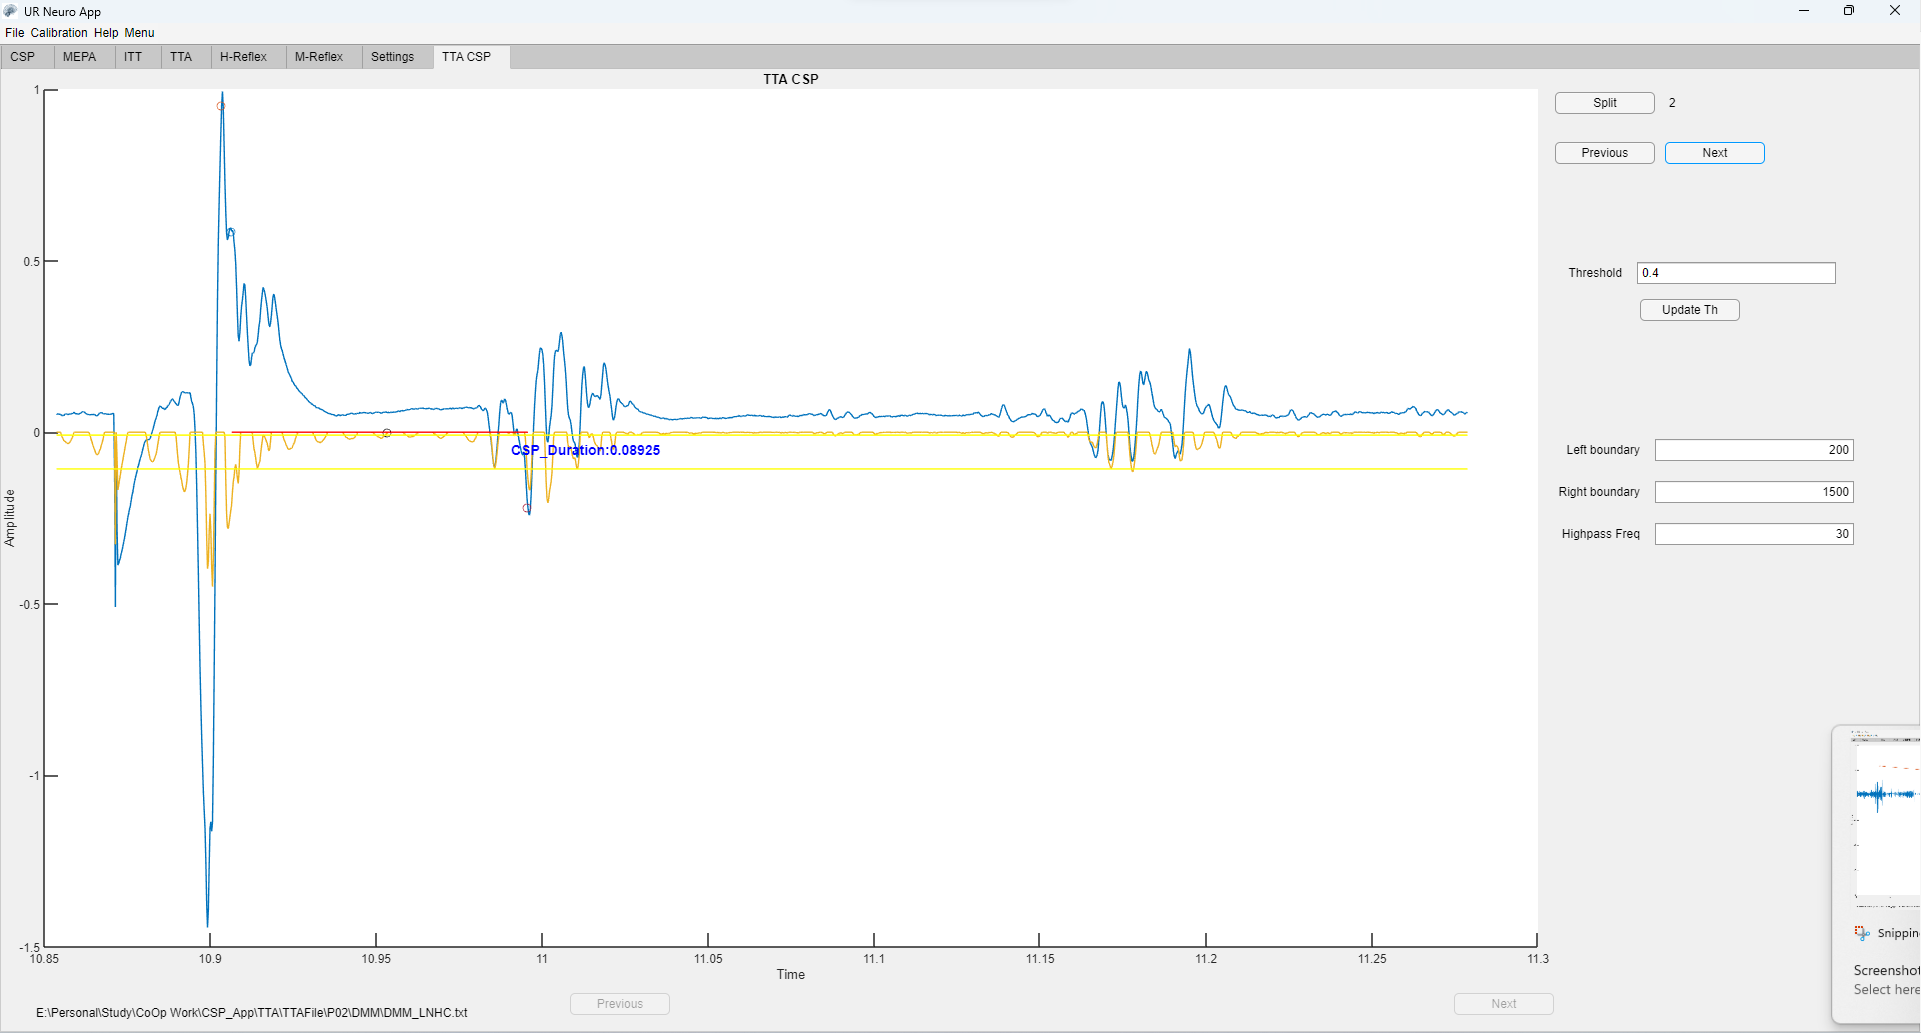 UR Neuro App
File Calibration Help Menu
CSP MEPA ITT TTA H-Reflex M-Reflex Settings TTA CSP
TTA CSP
Split 2
Previous Next
Threshold 0.4
Update Th
Left boundary 200
Right boundary 1500
Highpass Freq 30
1
0.5
0
-0.5
-1
-1.5
Amplitude
CSP_Duration:0.08925
10.85 10.9 10.95 11 11.05 11.1 11.15 11.2 11.25 11.3
Time
Previous Next
E:\Personal\Study\CoOp Work\CSP_App\TTA\TTAFile\P02\DMM\DMM_LNHC.txt
Snippin
Screenshot
Select here